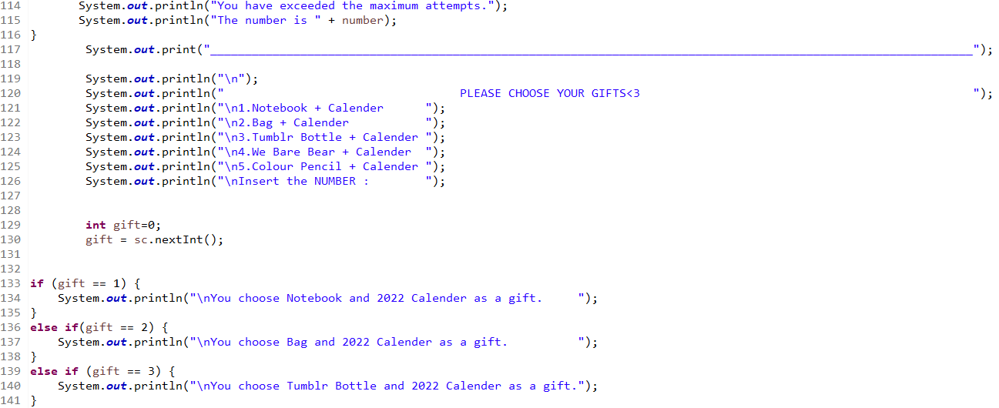 114         System.out.println("You have exceeded the maximum attempts.");
115         System.out.println("The number is " + number);
116 }
117         System.out.print("______________________________________________________________________________________________________________");
118
119         System.out.println("\n");
120         System.out.println("                                  PLEASE CHOOSE YOUR GIFTS<3                                                ");
121         System.out.println("\n1.Notebook + Calender      ");
122         System.out.println("\n2.Bag + Calender           ");
123         System.out.println("\n3.Tumblr Bottle + Calender ");
124         System.out.println("\n4.We Bare Bear + Calender  ");
125         System.out.println("\n5.Colour Pencil + Calender ");
126         System.out.println("\nInsert the NUMBER :        ");
127
128
129         int gift=0;
130         gift = sc.nextInt();
131
132
133 if (gift == 1) {
134     System.out.println("\nYou choose Notebook and 2022 Calender as a gift.     ");
135 }
136 else if(gift == 2) {
137     System.out.println("\nYou choose Bag and 2022 Calender as a gift.          ");
138 }
139 else if (gift == 3) {
140     System.out.println("\nYou choose Tumblr Bottle and 2022 Calender as a gift.");
141 }